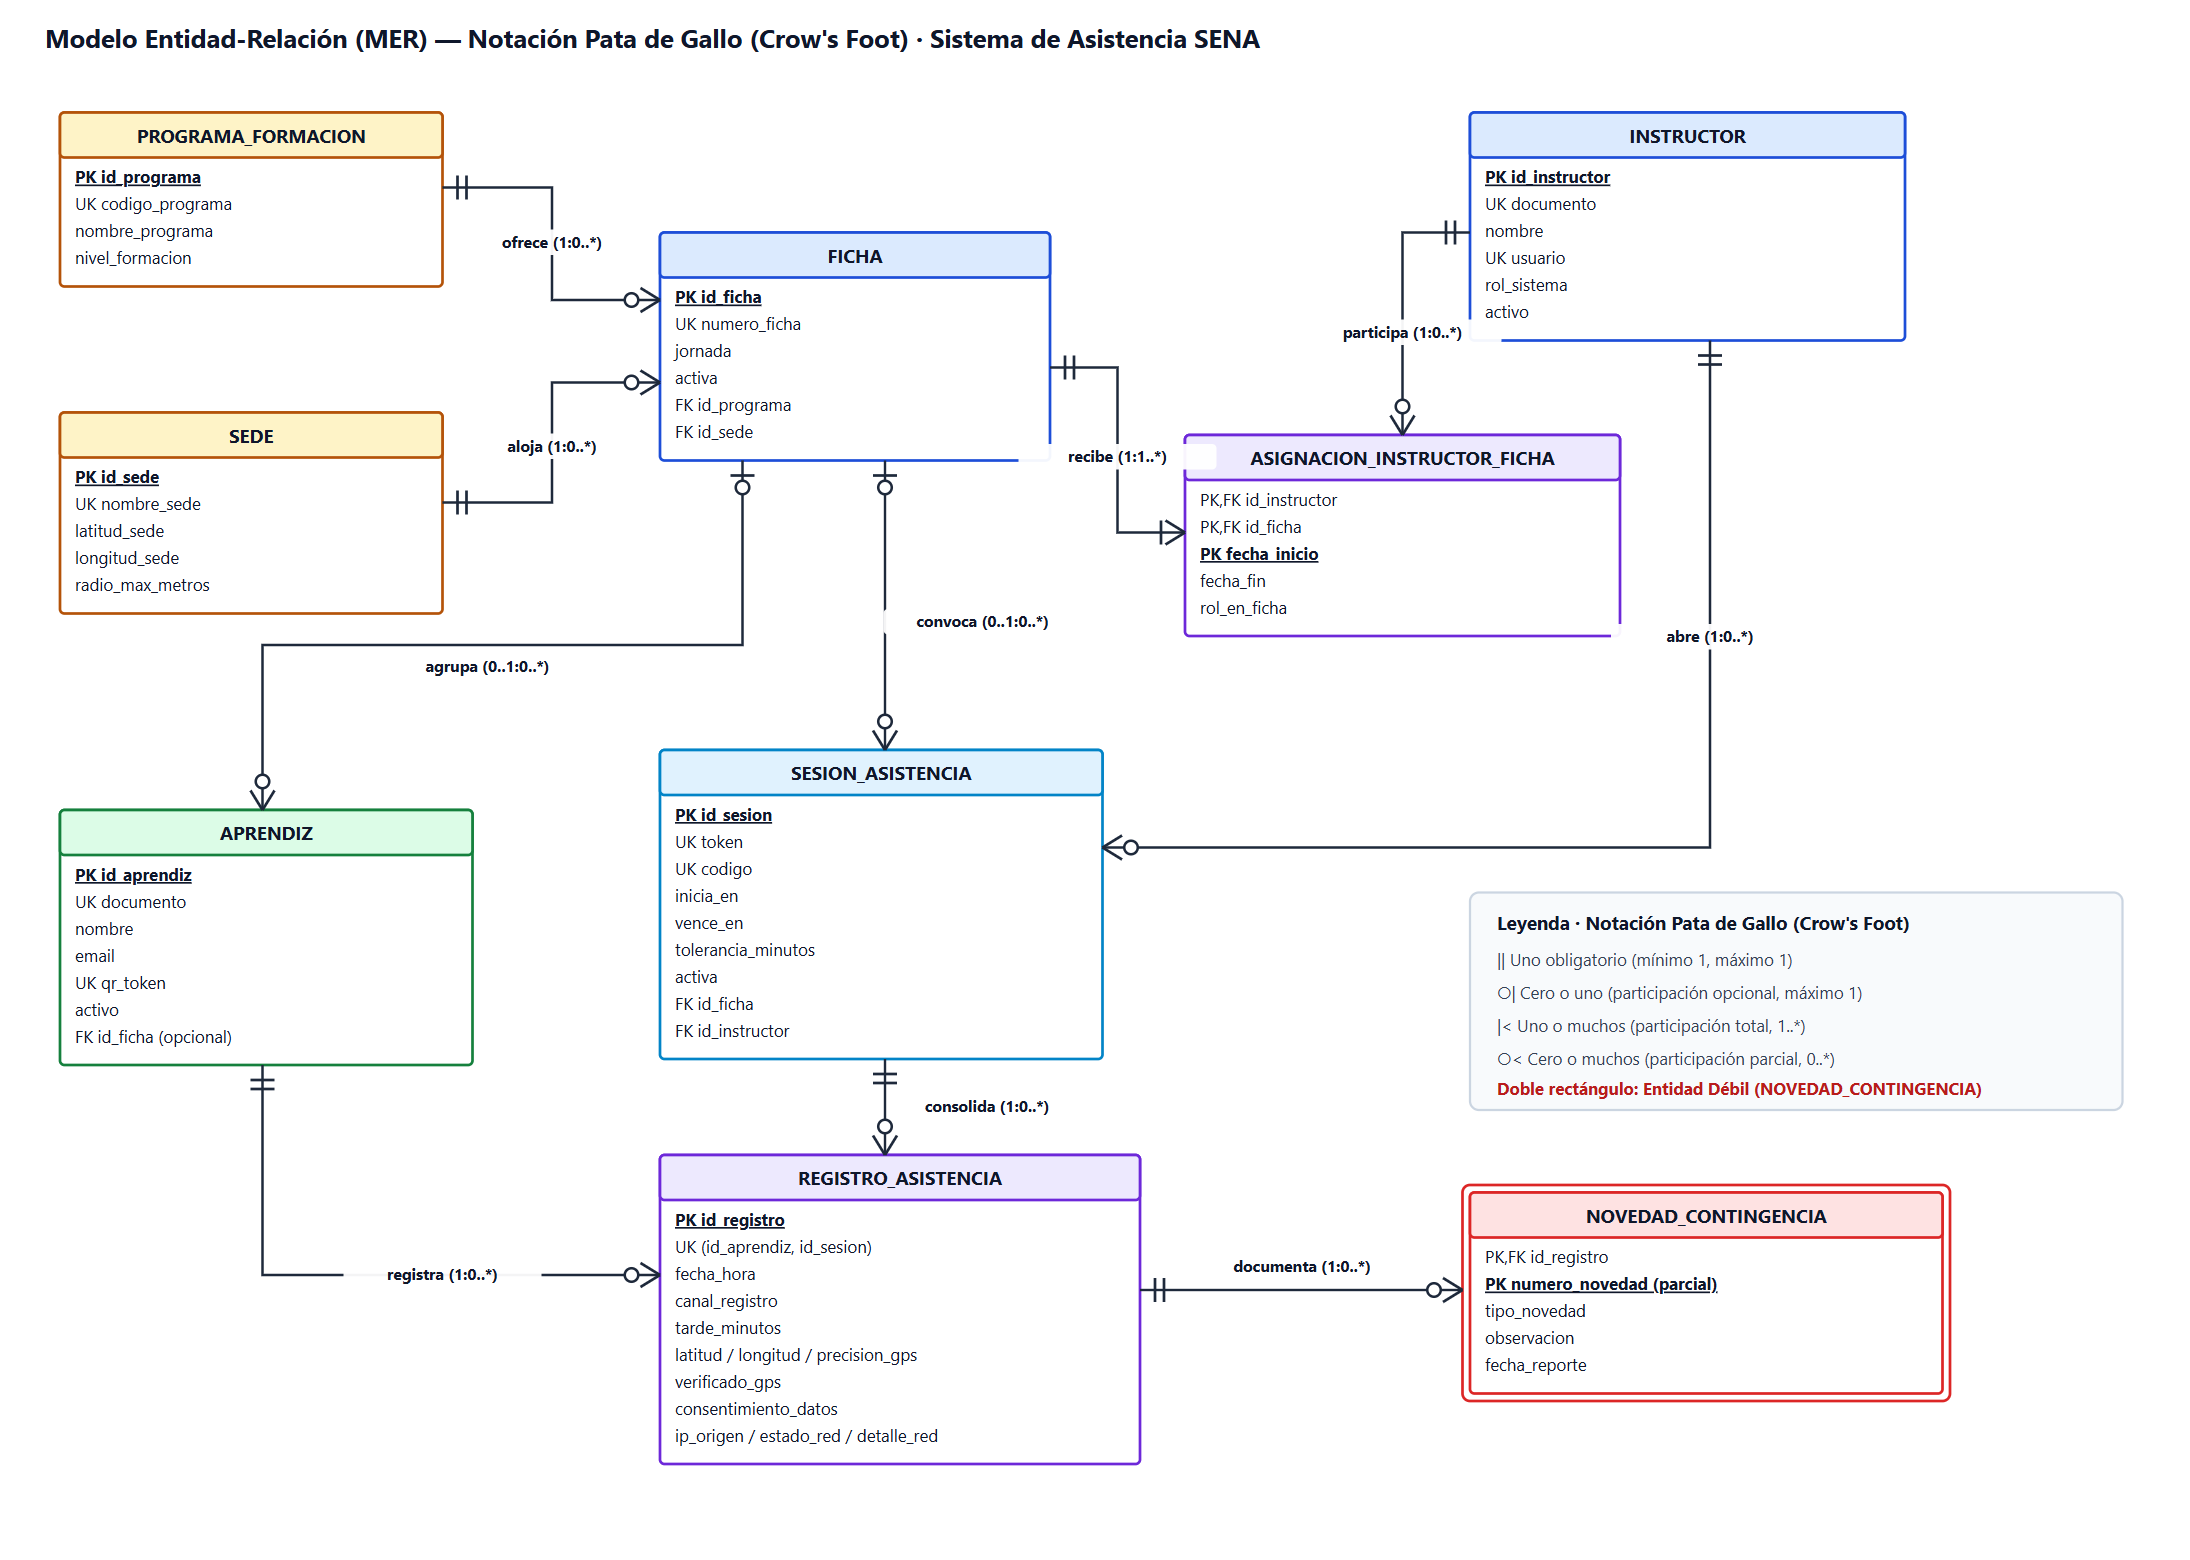 Modelo Entidad-Relación (MER) — Notación Pata de Gallo (Crow's Foot) · Sistema de Asistencia SENA
PROGRAMA_FORMACION
PK id_programa
UK codigo_programa
nombre_programa
nivel_formacion
ofrece (1:0..*)
SEDE
PK id_sede
UK nombre_sede
latitud_sede
longitud_sede
radio_max_metros
aloja (1:0..*)
FICHA
PK id_ficha
UK numero_ficha
jornada
activa
FK id_programa
FK id_sede
recibe (1:1..*)
INSTRUCTOR
PK id_instructor
UK documento
nombre
UK usuario
rol_sistema
activo
participa (1:0..*)
ASIGNACION_INSTRUCTOR_FICHA
PK,FK id_instructor
PK,FK id_ficha
PK fecha_inicio
fecha_fin
rol_en_ficha
abre (1:0..*)
agrupa (0..1:0..*)
convoca (0..1:0..*)
APRENDIZ
PK id_aprendiz
UK documento
nombre
email
UK qr_token
activo
FK id_ficha (opcional)
SESION_ASISTENCIA
PK id_sesion
UK token
UK codigo
inicia_en
vence_en
tolerancia_minutos
activa
FK id_ficha
FK id_instructor
consolida (1:0..*)
Leyenda · Notación Pata de Gallo (Crow's Foot)
|| Uno obligatorio (mínimo 1, máximo 1)
○| Cero o uno (participación opcional, máximo 1)
|< Uno o muchos (participación total, 1..*)
○< Cero o muchos (participación parcial, 0..*)
Doble rectángulo: Entidad Débil (NOVEDAD_CONTINGENCIA)
registra (1:0..*)
REGISTRO_ASISTENCIA
PK id_registro
UK (id_aprendiz, id_sesion)
fecha_hora
canal_registro
tarde_minutos
latitud / longitud / precision_gps
verificado_gps
consentimiento_datos
ip_origen / estado_red / detalle_red
documenta (1:0..*)
NOVEDAD_CONTINGENCIA
PK,FK id_registro
PK numero_novedad (parcial)
tipo_novedad
observacion
fecha_reporte